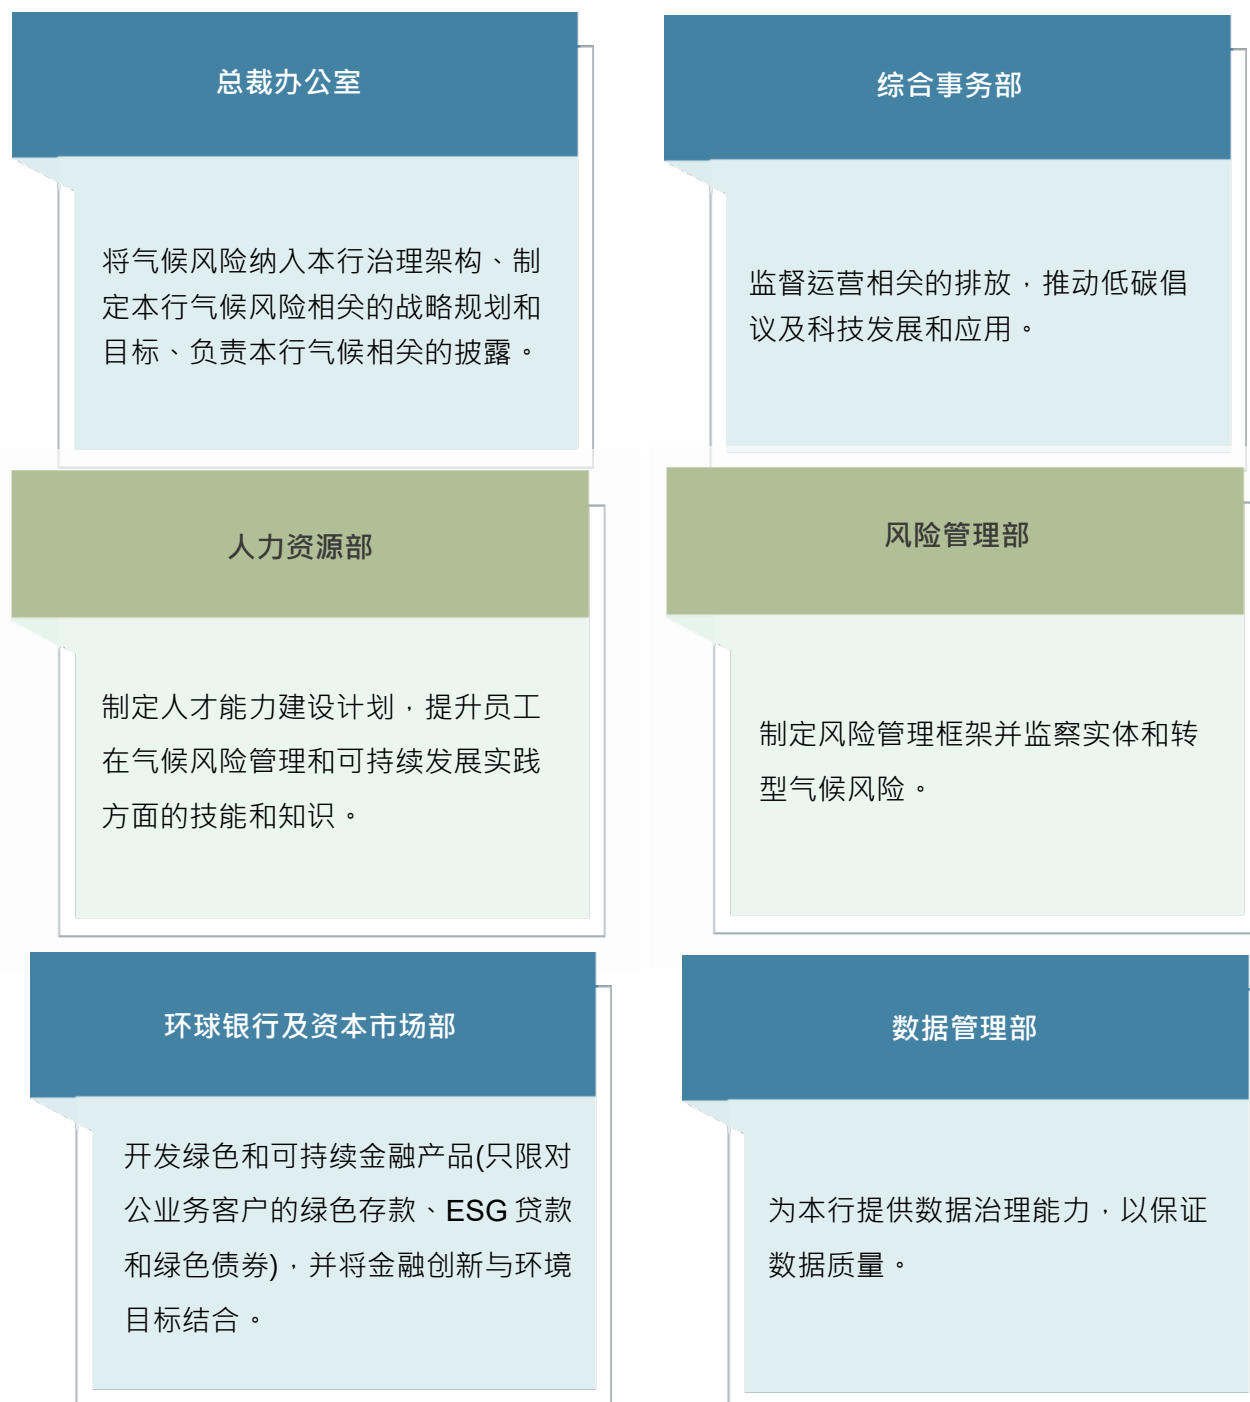 总裁办公室
将气候风险纳入本行治理架构、制
定本行气候风险相关的战略规划和
目标、负责本行气候相关的披露。
综合事务部
监督运营相关的排放，推动低碳倡
议及科技发展和应用。
人力资源部
制定人才能力建设计划，提升员工
在气候风险管理和可持续发展实践
方面的技能和知识。
风险管理部
制定风险管理框架并监察实体和转
型气候风险。
环球银行及资本市场部
开发绿色和可持续金融产品(只限对
公业务客户的绿色存款、ESG 贷款
和绿色债券)，并将金融创新与环境
目标结合。
数据管理部
为本行提供数据治理能力，以保证
数据质量。